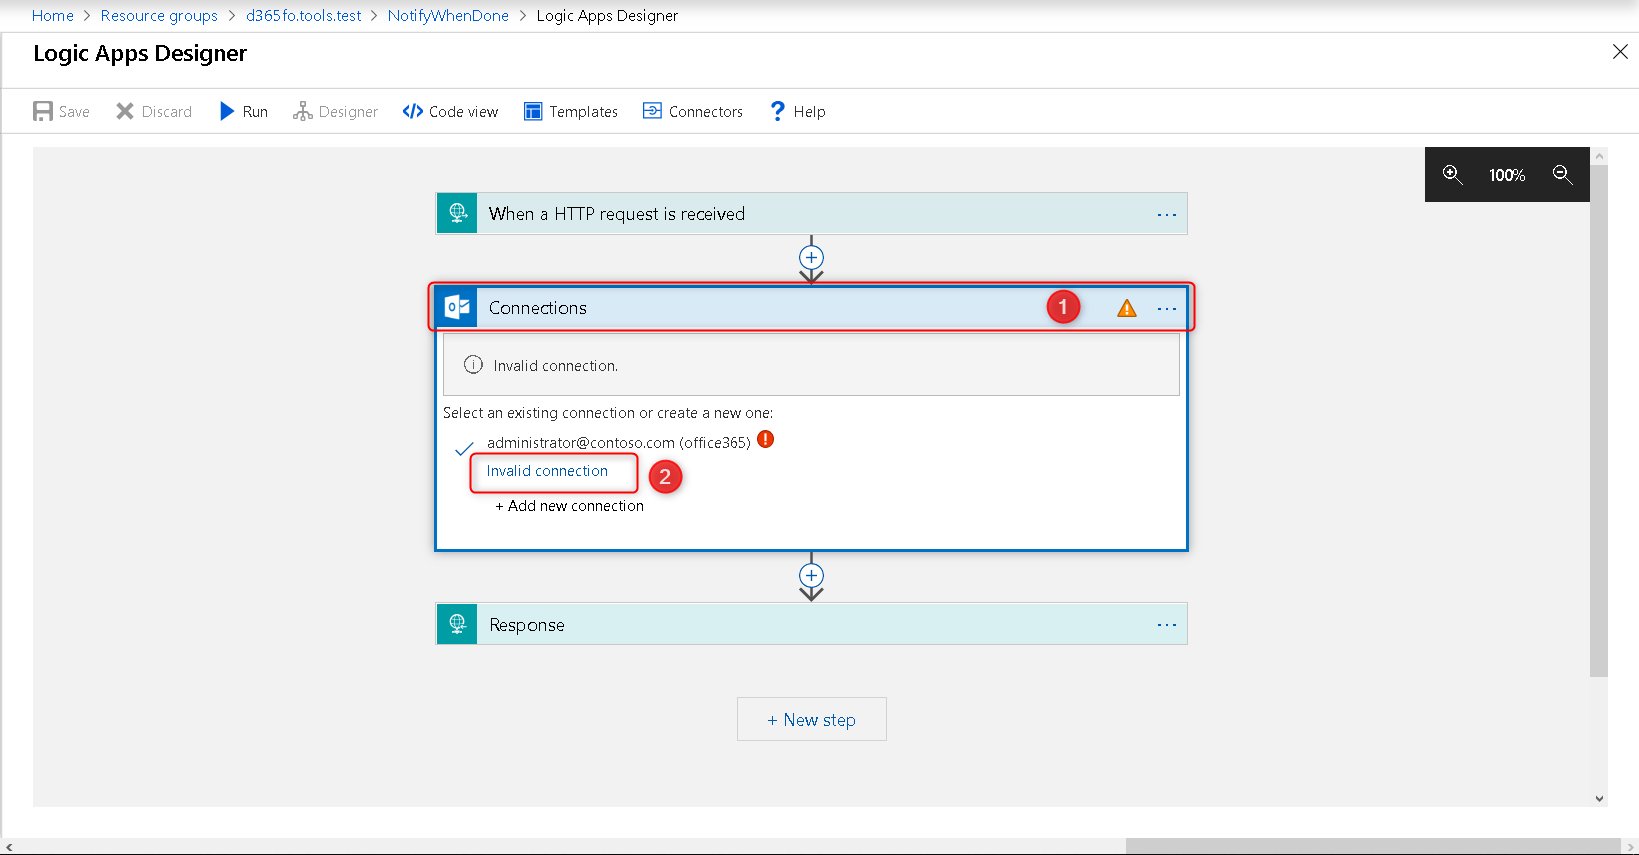 Home > Resource groups > d365fo.tools.test > NotifyWhenDone > Logic Apps Designer
Logic Apps Designer
Save Discard Run Designer </> Code view Templates Connectors ? Help
100%
When a HTTP request is received ...
Connections 1 ...
Invalid connection.
Select an existing connection or create a new one:
administrator@contoso.com (office365)
Invalid connection 2
+ Add new connection
Response ...
+ New step